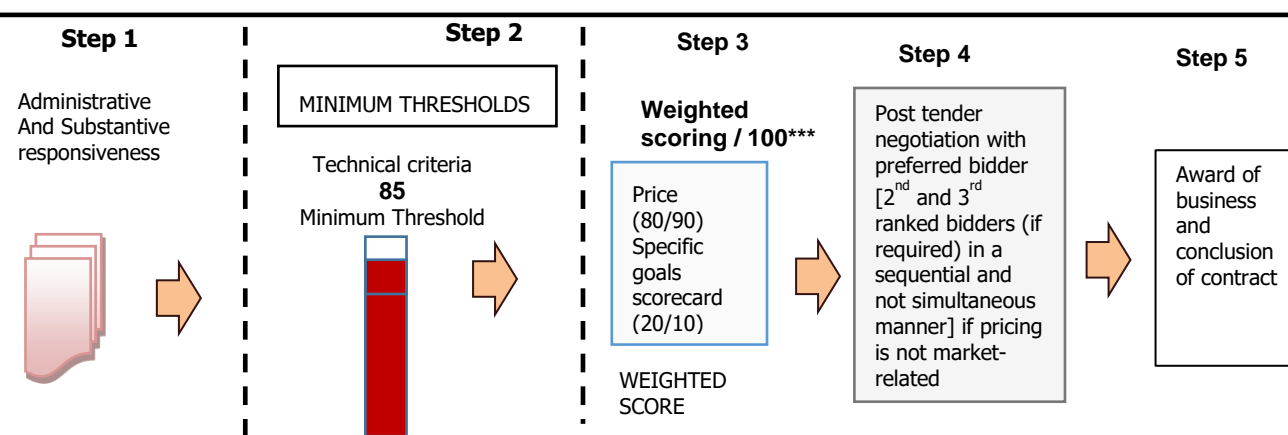 Step 1
Administrative
And Substantive
responsiveness
Step 2
MINIMUM THRESHOLDS
Technical criteria
85
Minimum Threshold
Step 3
Weighted
scoring / 100***
Price
(80/90)
Specific
goals
scorecard
(20/10)
WEIGHTED
SCORE
Step 4
Post tender
negotiation with
preferred bidder
[2nd and 3rd
ranked bidders (if
required) in a
sequential and
not simultaneous
manner] if pricing
is not market-
related
Step 5
Award of
business
and
conclusion
of contract